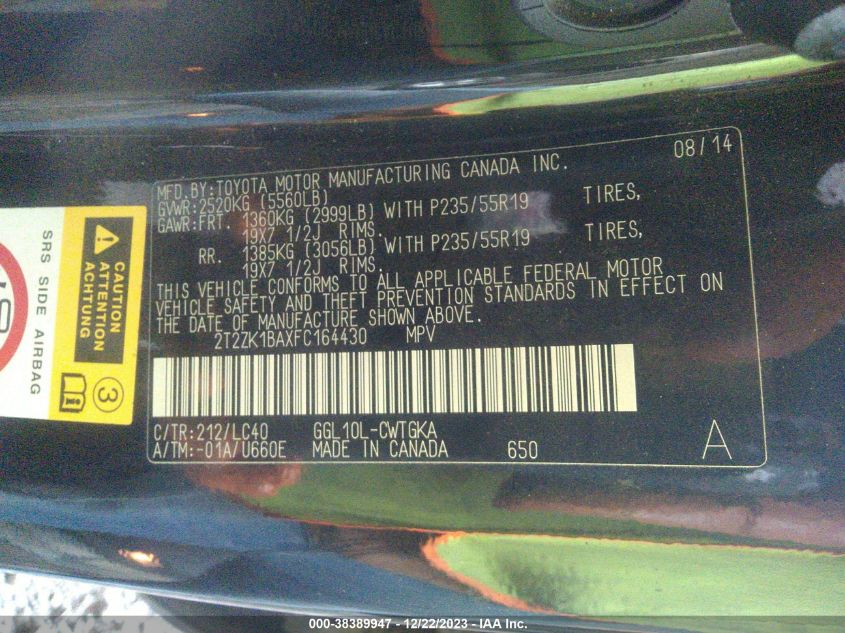 MFD.BY:TOYOTA MOTOR MANUFACTURING CANADA INC. 08/14
GVWR:2520KG (5560LB)
GAWR:FRT. 1360KG (2999LB) WITH P235/55R19 TIRES,
19X7 1/2J RIMS.
RR. 1385KG (3056LB) WITH P235/55R19 TIRES,
19X7 1/2J RIMS.
THIS VEHICLE CONFORMS TO ALL APPLICABLE FEDERAL MOTOR
VEHICLE SAFETY AND THEFT PREVENTION STANDARDS IN EFFECT ON
THE DATE OF MANUFACTURE SHOWN ABOVE.
2T2ZK1BAXFC164430 MPV
C/TR:212/LC40 GGL10L-CWTGKA
A/TM:-01A/U660E MADE IN CANADA 650 A
SRS SIDE AIRBAG
CAUTION
ATTENTION
ACHTUNG
3
000-38389947 - 12/22/2023 - IAA Inc.